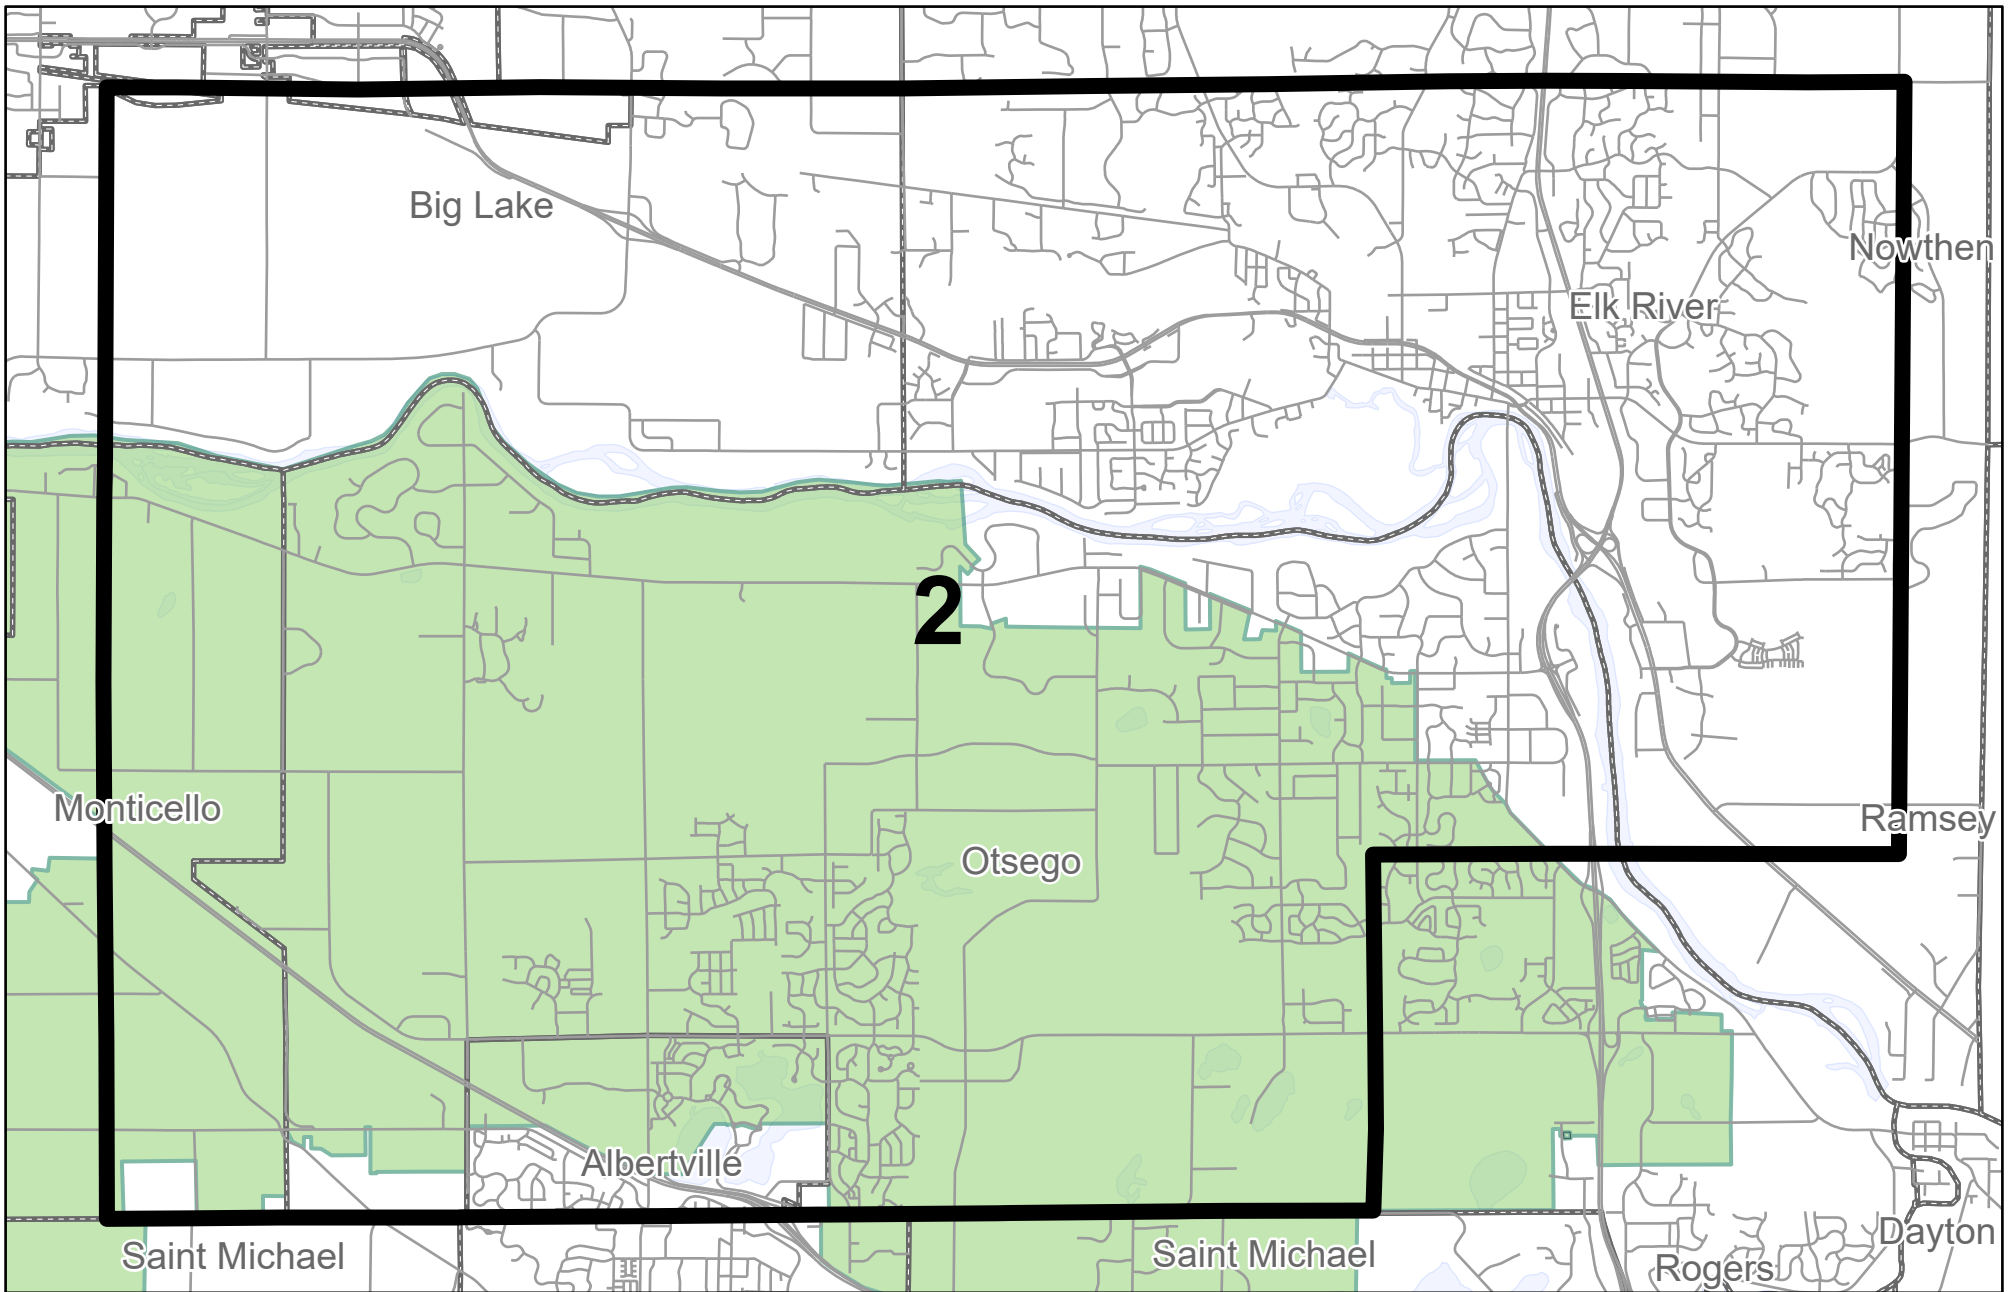 Big Lake
Nowthen
Elk River
2
Monticello
Ramsey
Otsego
Albertville
Saint Michael
Saint Michael
Dayton
Rogers